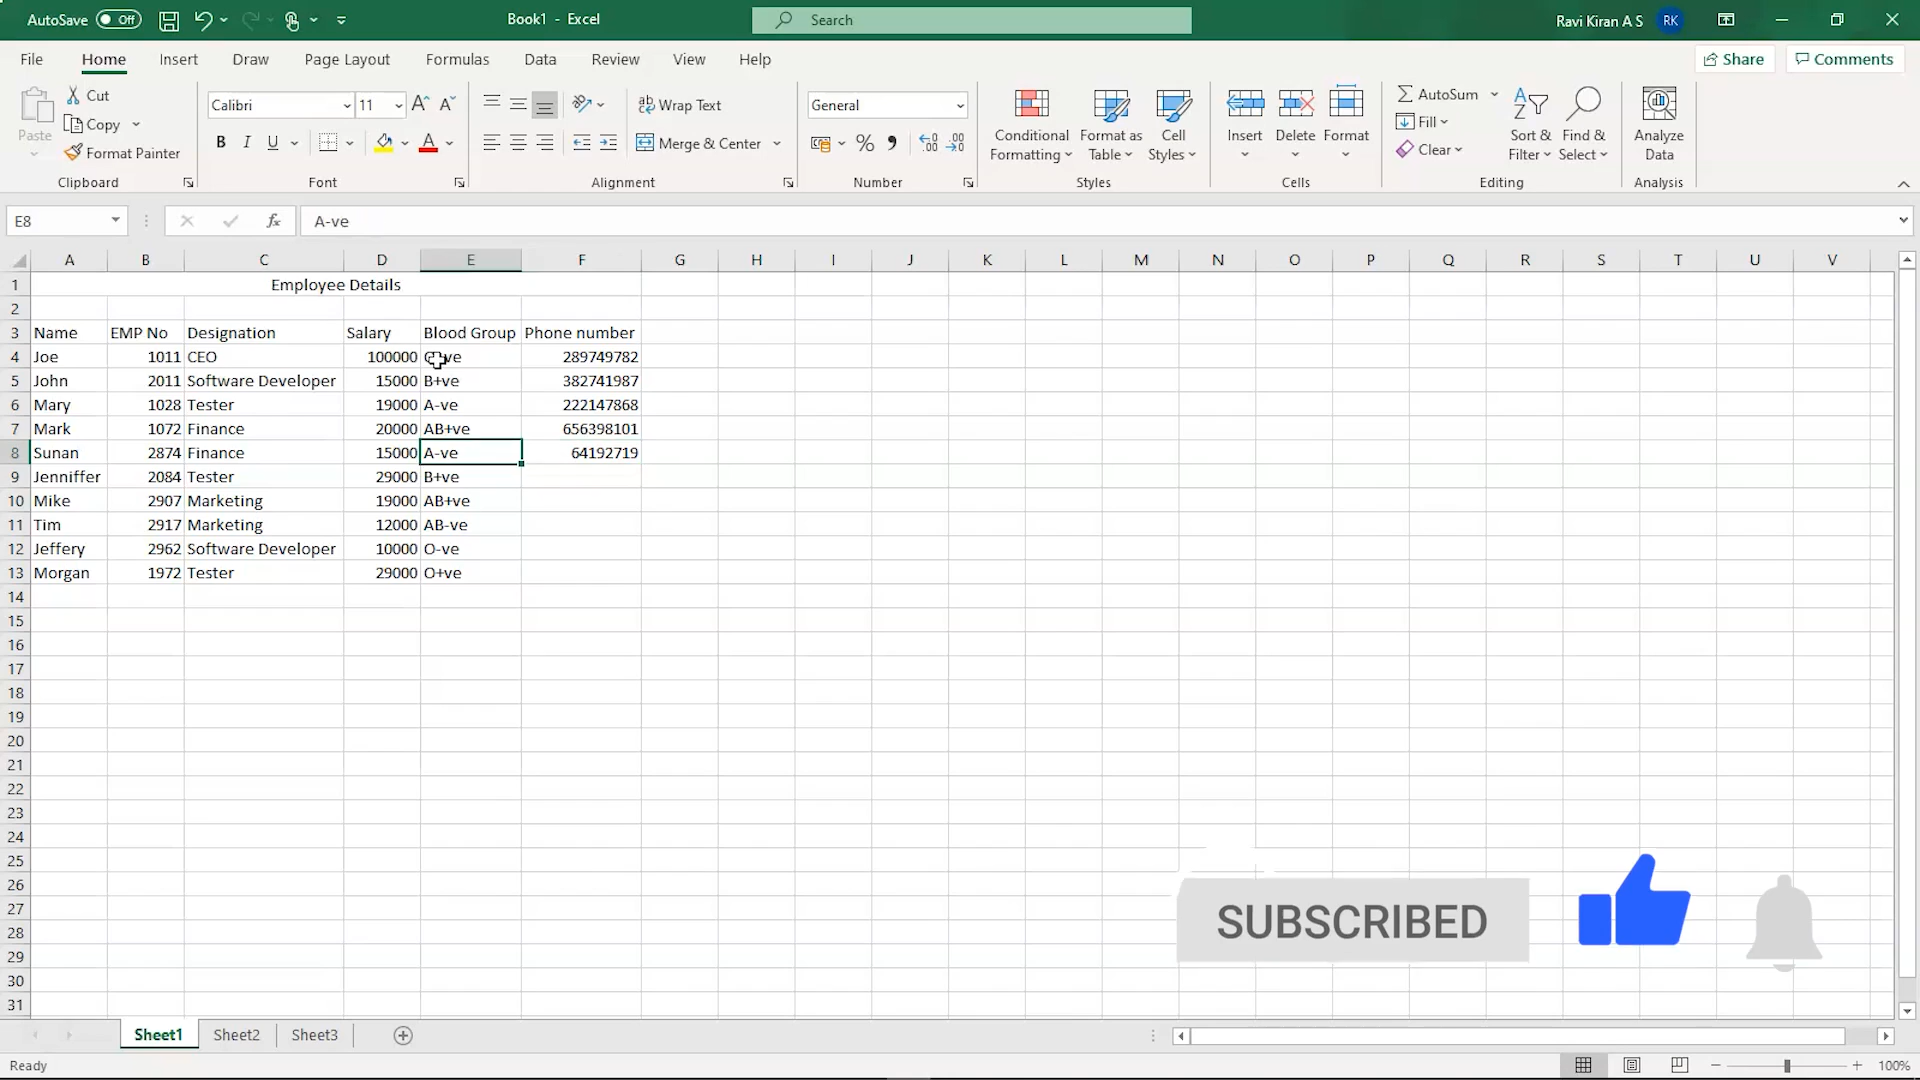 AutoSave Off Book1 - Excel Search Ravi Kiran A S RK
File Home Insert Draw Page Layout Formulas Data Review View Help Share Comments
Paste Cut Copy Format Painter Clipboard
Calibri 11 B I U A Font
ab Wrap Text Merge & Center Alignment
General % Number
Conditional Formatting Format as Table Cell Styles Styles
Insert Delete Format Cells
AutoSum Fill Clear Sort & Filter Find & Select Editing
Analyze Data Analysis
E8 fx A-ve
A B C D E F G H I J K L M N O P Q R S T U V
1 Employee Details
2
3 Name EMP No Designation Salary Blood Group Phone number
4 Joe 1011 CEO 100000 289749782
5 John 2011 Software Developer 15000 B+ve 382741987
6 Mary 1028 Tester 19000 A-ve 222147868
7 Mark 1072 Finance 20000 AB+ve 656398101
8 Sunan 2874 Finance 15000 A-ve 64192719
9 Jenniffer 2084 Tester 29000 B+ve
10 Mike 2907 Marketing 19000 AB+ve
11 Tim 2917 Marketing 12000 AB-ve
12 Jeffery 2962 Software Developer 10000 O-ve
13 Morgan 1972 Tester 29000 O+ve
14
15
16
17
18
19
20
21
22
23
24
25
26
27
28
29
30
31
SUBSCRIBED
Sheet1 Sheet2 Sheet3
Ready 100%